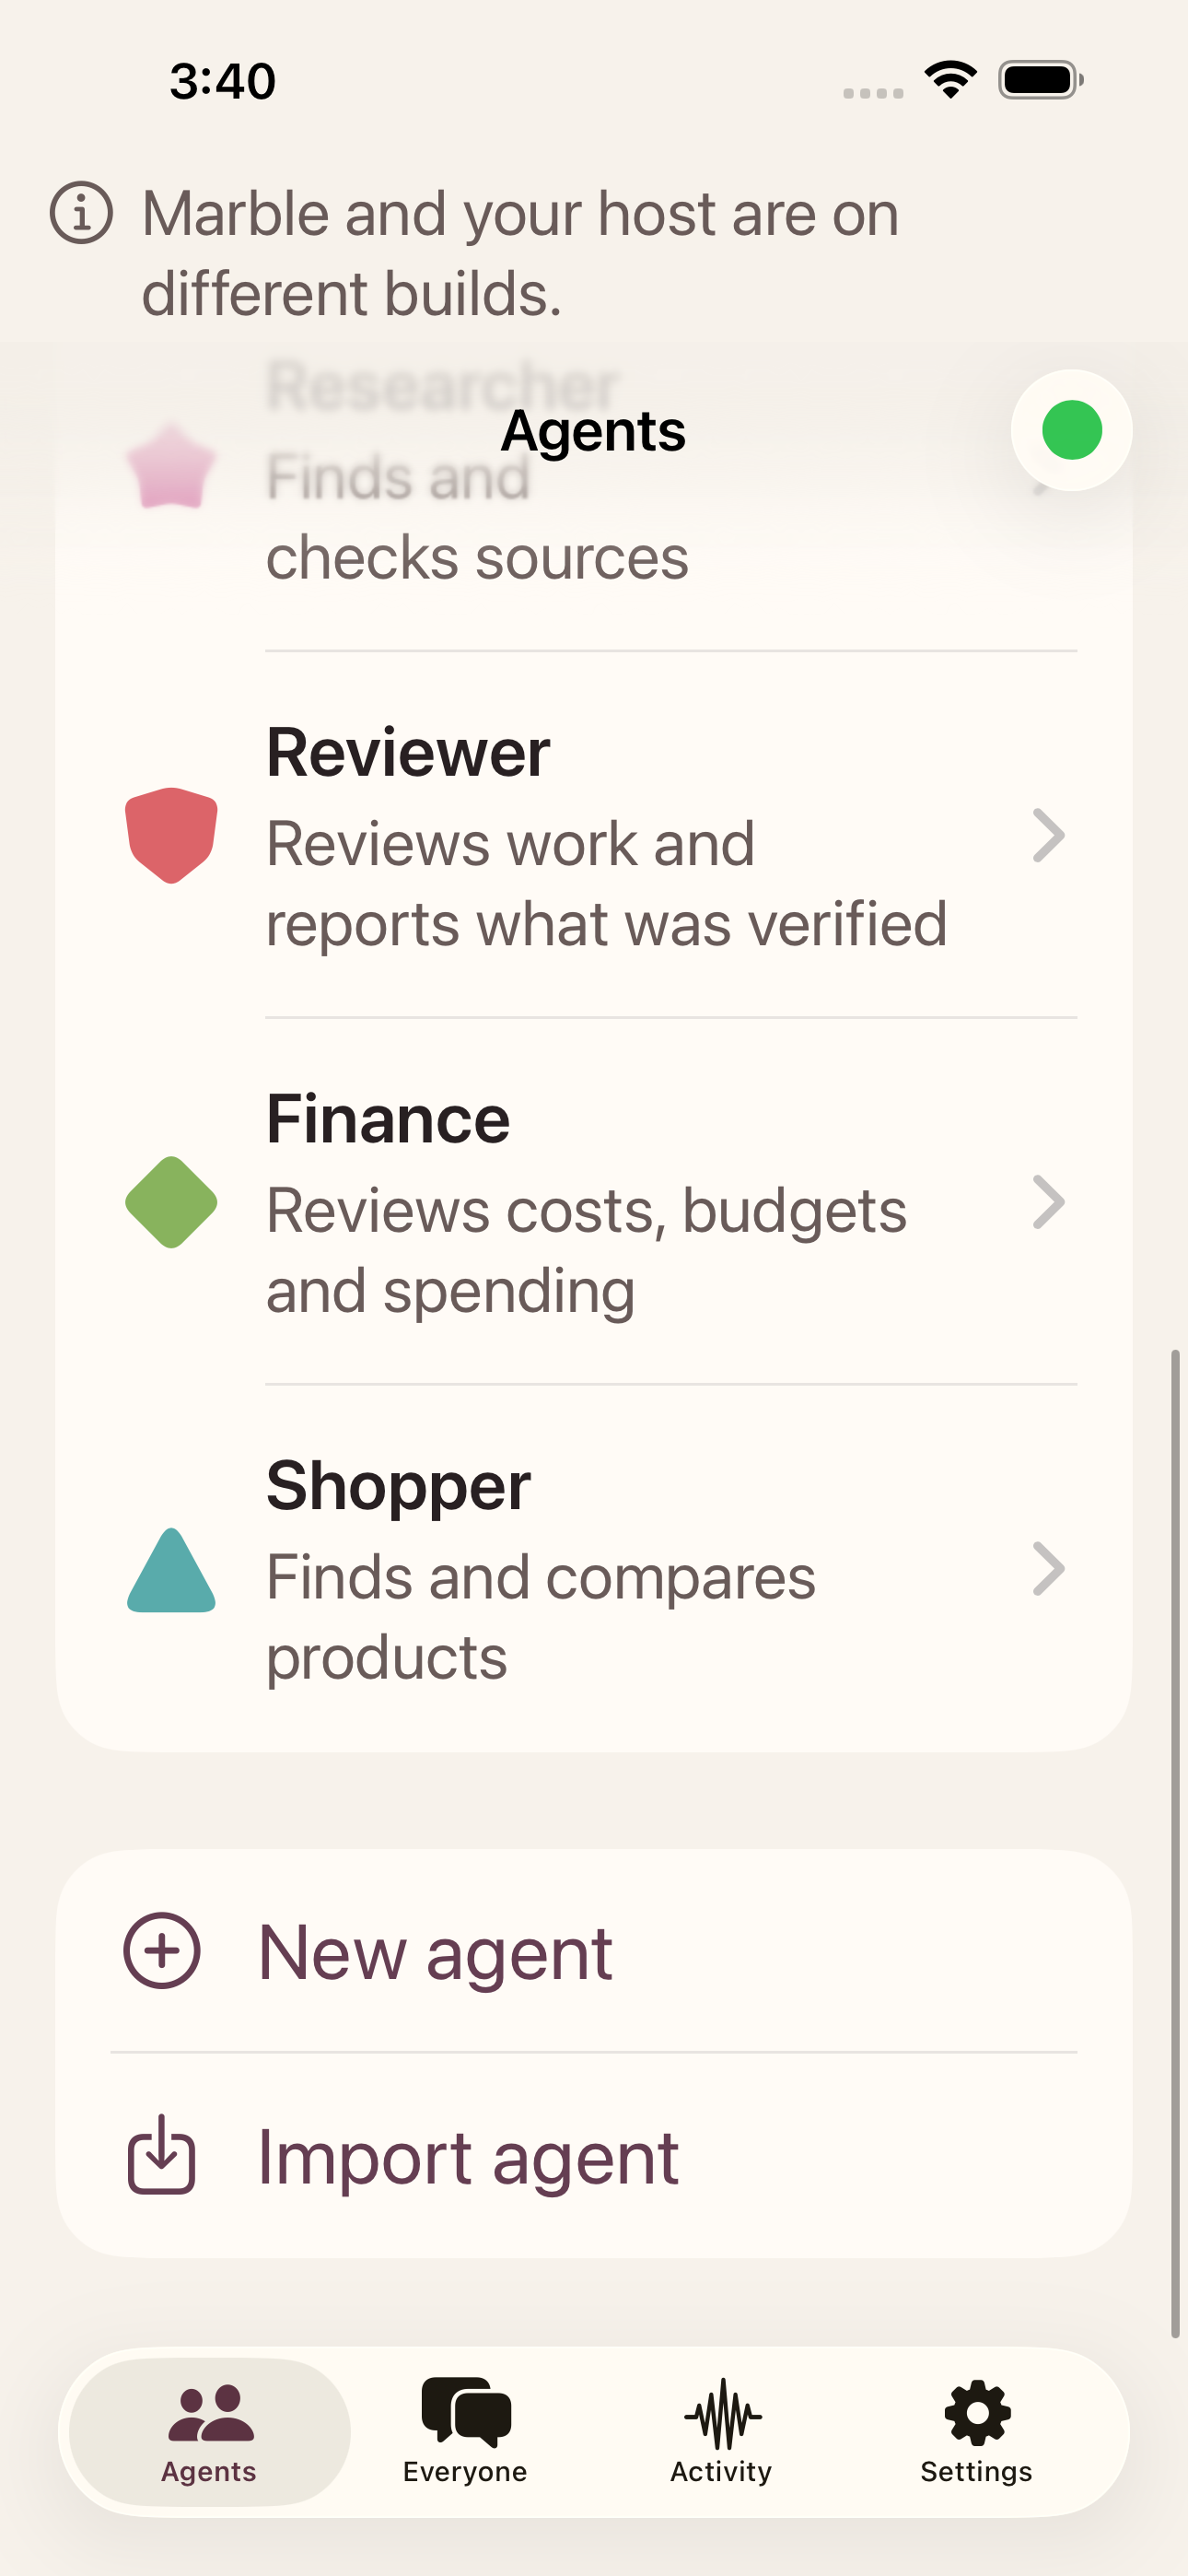 3:40
Marble and your host are on
different builds.
Researcher
Agents
Finds and
checks sources
Reviewer
Reviews work and
reports what was verified
Finance
Reviews costs, budgets
and spending
Shopper
Finds and compares
products
New agent
Import agent
Agents
Everyone
Activity
Settings